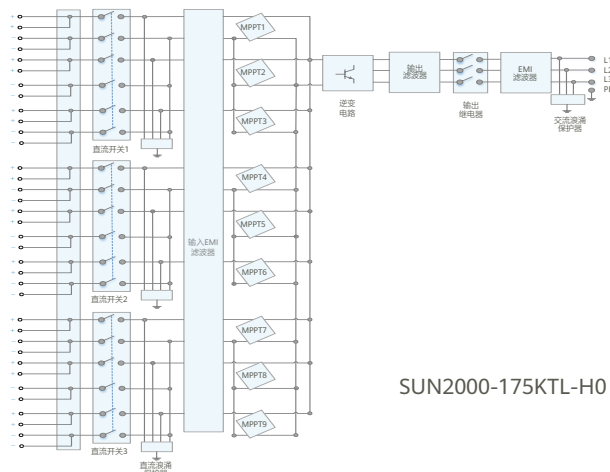 MPPT1
MPPT2
MPPT3
直流开关1
MPPT4
MPPT5
MPPT6
直流开关2
输入EMI
滤波器
MPPT7
MPPT8
MPPT9
直流开关3
直流浪涌
保护器
逆变
电路
输出
滤波器
输出
继电器
EMI
滤波器
交流浪涌
保护器
L1
L2
L3
PE
SUN2000-175KTL-H0